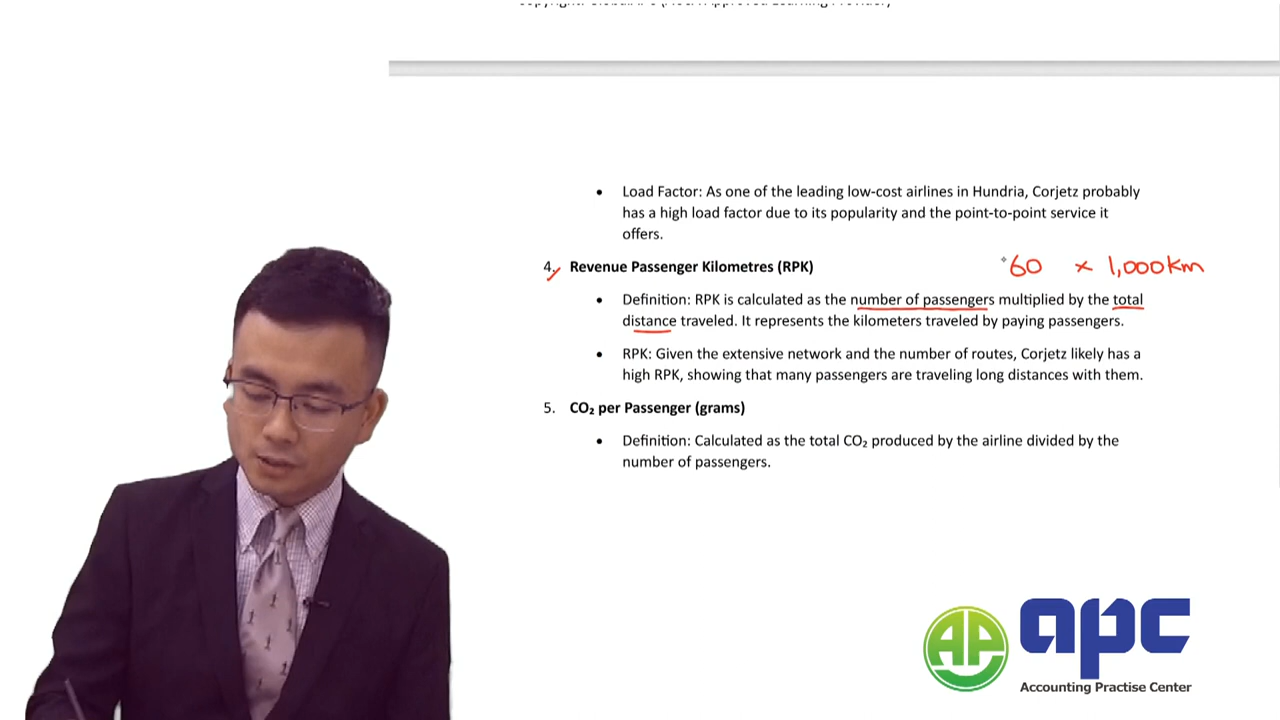 • Load Factor: As one of the leading low-cost airlines in Hundria, Corjetz probably
has a high load factor due to its popularity and the point-to-point service it
offers.
4. Revenue Passenger Kilometres (RPK) 60 × 1,000km
• Definition: RPK is calculated as the number of passengers multiplied by the total
distance traveled. It represents the kilometers traveled by paying passengers.
• RPK: Given the extensive network and the number of routes, Corjetz likely has a
high RPK, showing that many passengers are traveling long distances with them.
5. CO₂ per Passenger (grams)
• Definition: Calculated as the total CO₂ produced by the airline divided by the
number of passengers.
AP apc
Accounting Practise Center